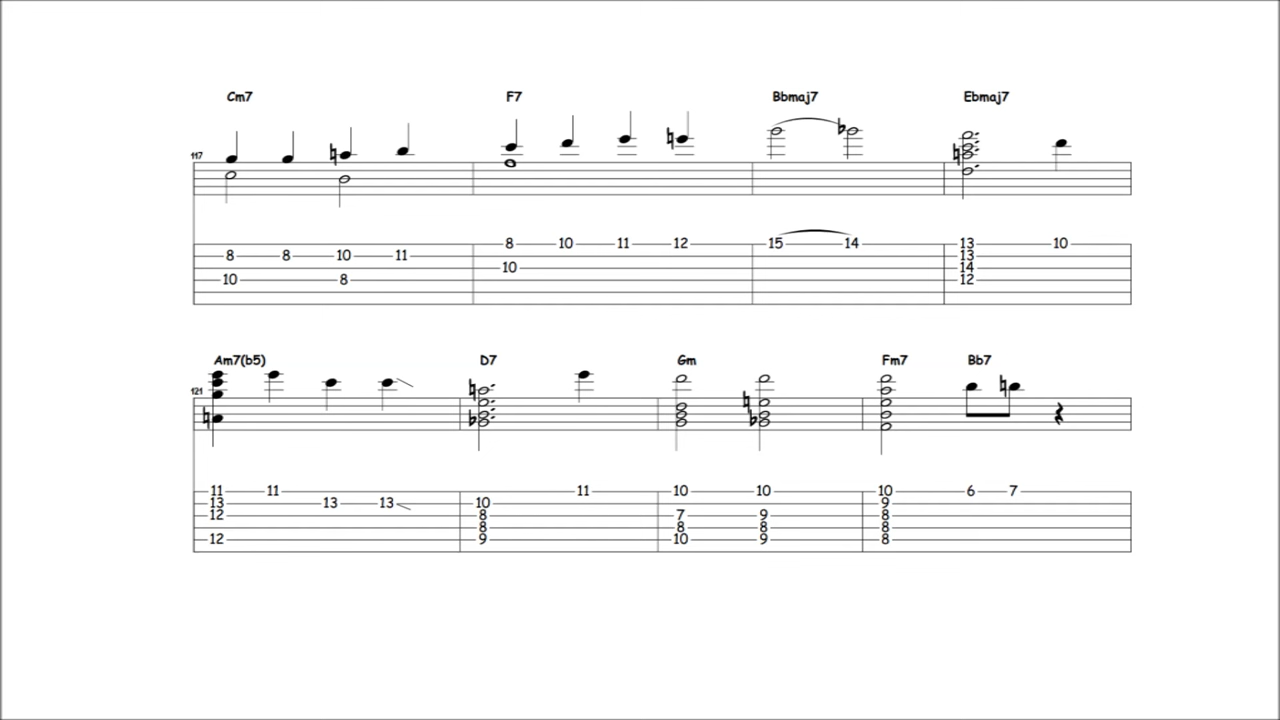 Cm7 F7 Bbmaj7 Ebmaj7
117
8 10 11 12 15 14 13 10
8 8 10 11 13
10 14
10 8 12
Am7(b5) D7 Gm Fm7 Bb7
121
11 11 11 10 10 10 6 7
13 13 13 10 9
12 8 7 9 8
8 8 8 8
12 9 10 9 8